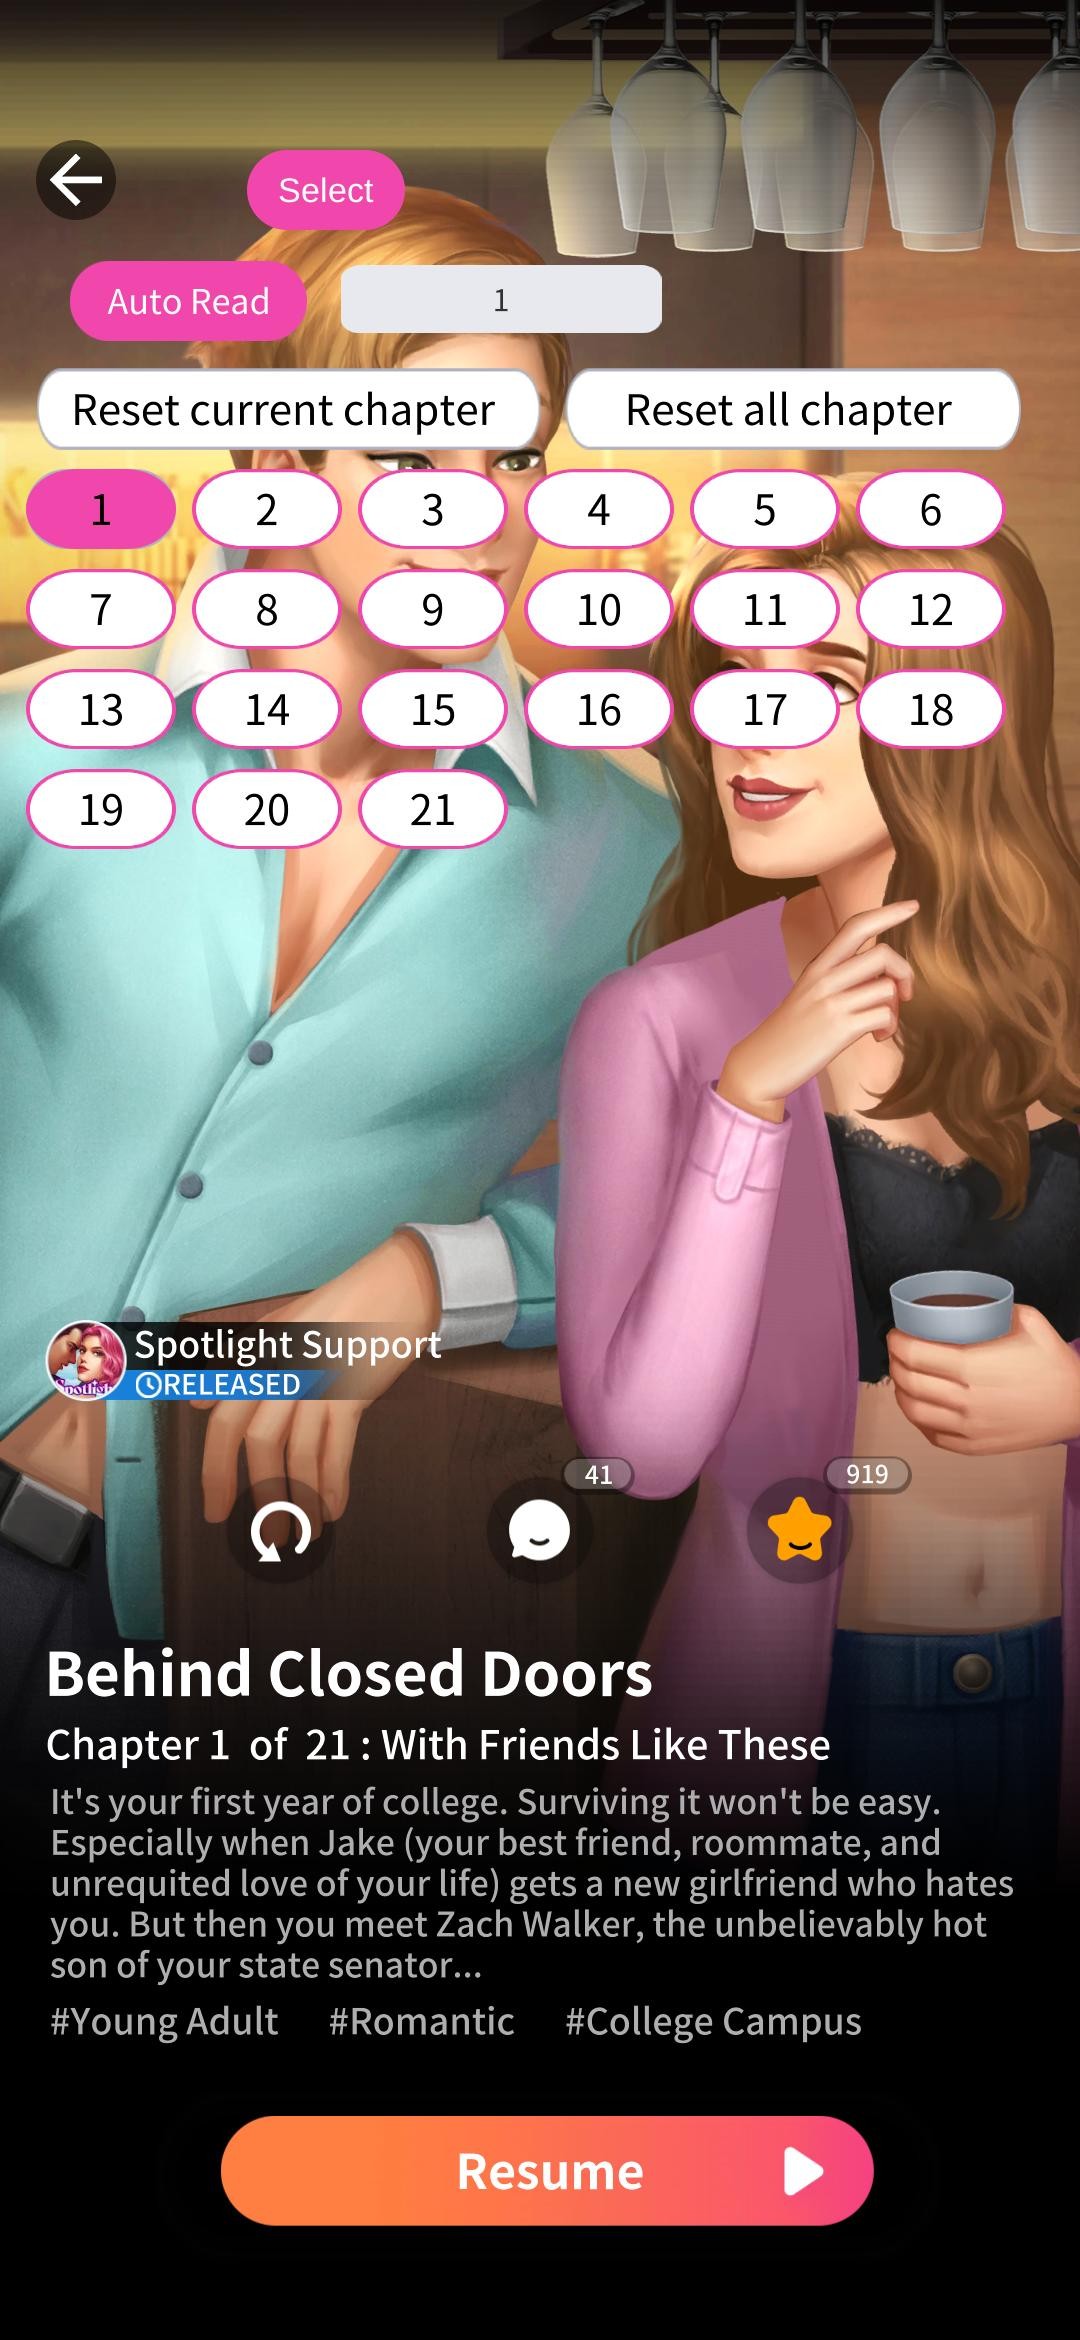 Select
Auto Read
1
Reset current chapter
Reset all chapter
1 2 3 4 5 6
7 8 9 10 11 12
13 14 15 16 17 18
19 20 21
Spotlight Support
RELEASED
41
919
Behind Closed Doors
Chapter 1 of 21 : With Friends Like These
It's your first year of college. Surviving it won't be easy.
Especially when Jake (your best friend, roommate, and
unrequited love of your life) gets a new girlfriend who hates
you. But then you meet Zach Walker, the unbelievably hot
son of your state senator...
#Young Adult #Romantic #College Campus
Resume